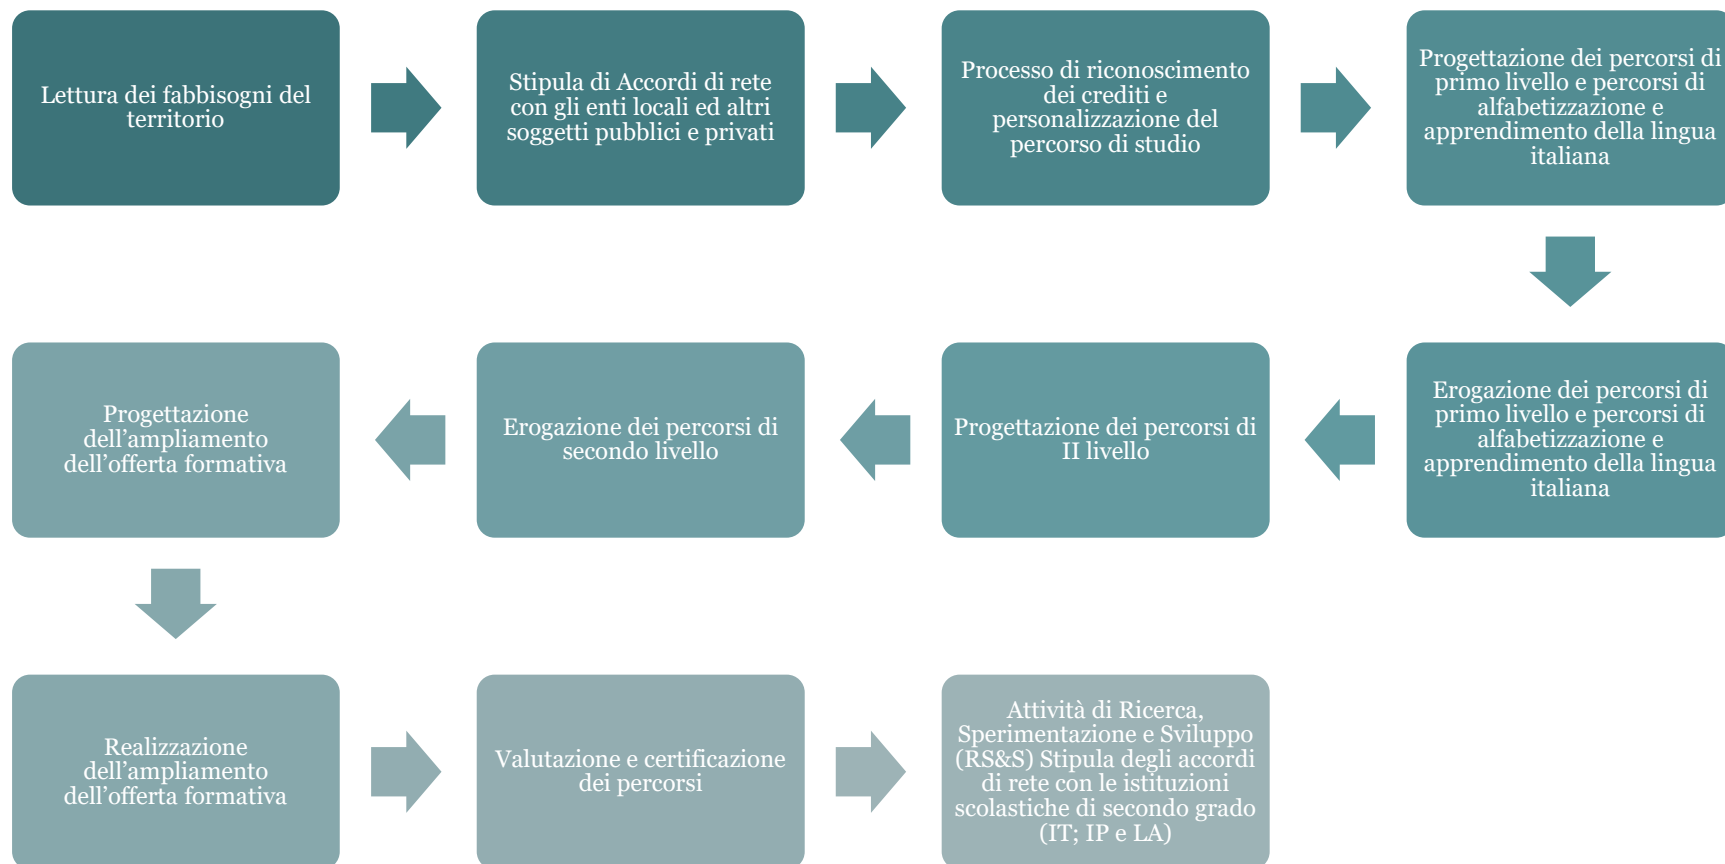 Lettura dei fabbisogni del
territorio
Stipula di Accordi di rete
con gli enti locali ed altri
soggetti pubblici e privati
Processo di riconoscimento
dei crediti e
personalizzazione del
percorso di studio
Progettazione dei percorsi di
primo livello e percorsi di
alfabetizzazione e
apprendimento della lingua
italiana
Erogazione dei percorsi di
primo livello e percorsi di
alfabetizzazione e
apprendimento della lingua
italiana
Progettazione dei percorsi di
II livello
Erogazione dei percorsi di
secondo livello
Progettazione
dell’ampliamento
dell’offerta formativa
Realizzazione
dell’ampliamento
dell’offerta formativa
Valutazione e certificazione
dei percorsi
Attività di Ricerca,
Sperimentazione e Sviluppo
(RS&S) Stipula degli accordi
di rete con le istituzioni
scolastiche di secondo grado
(IT; IP e LA)